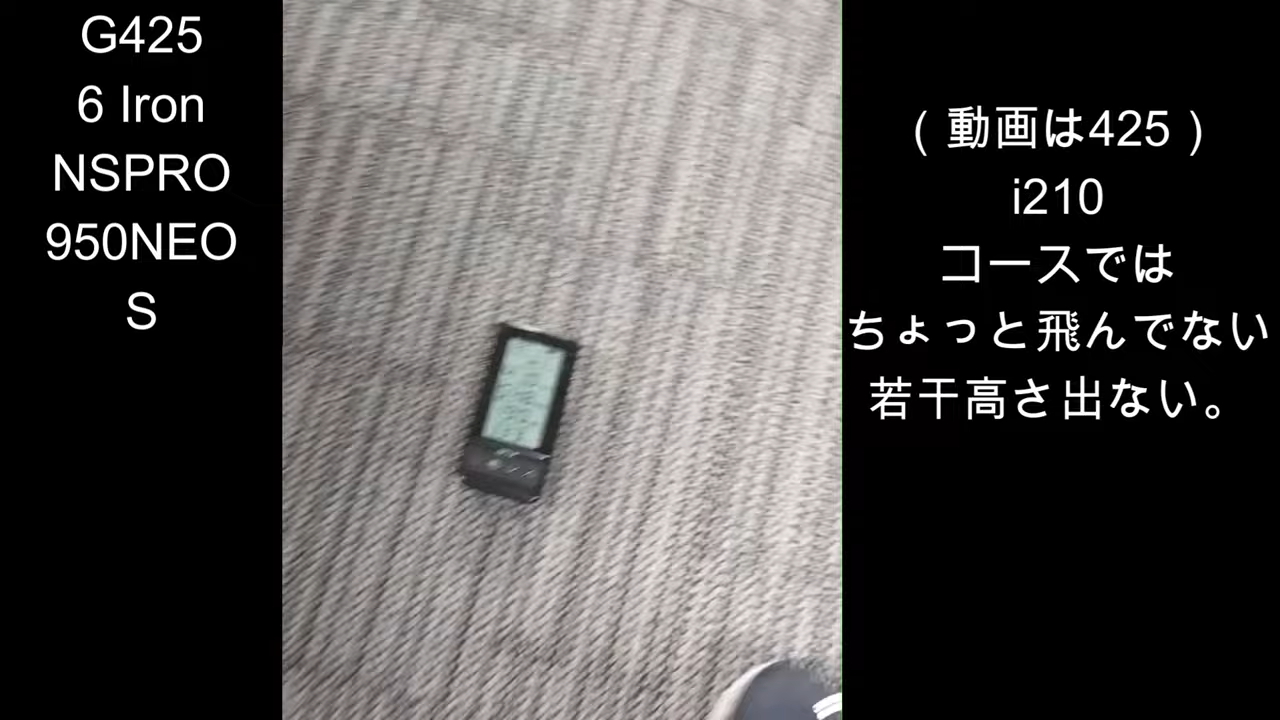 G425
6 Iron
NSPRO
950NEO
S
（動画は425）
i210
コースでは
ちょっと飛んでない
若干高さ出ない。